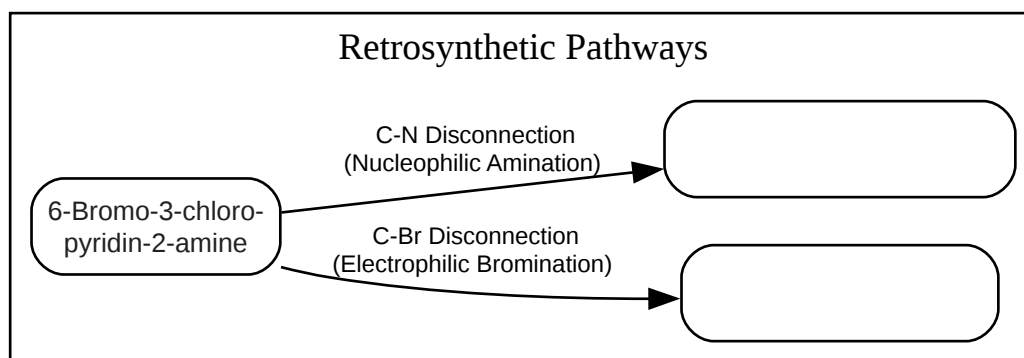 Retrosynthetic Pathways
C-N Disconnection
(Nucleophilic Amination)
6-Bromo-3-chloro-
pyridin-2-amine
C-Br Disconnection
(Electrophilic Bromination)